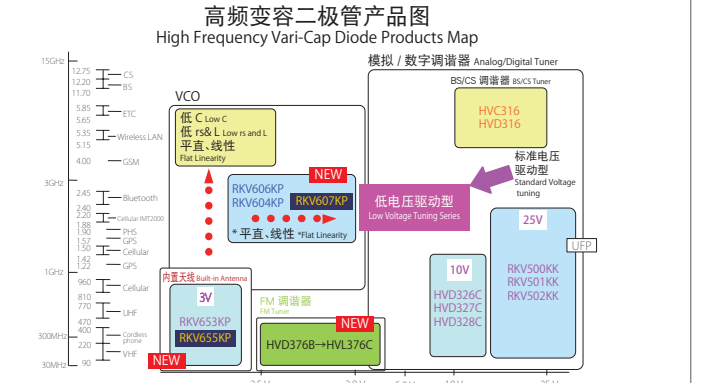 高频变容二极管产品图
High Frequency Vari-Cap Diode Products Map
15GHz
12.75
12.20
11.70
CS
BS
5.85
5.65
ETC
5.35
5.15
Wireless LAN
4.00
GSM
3GHz
2.45
2.40
Bluetooth
2.20
Cellular IMT2000
1.88
1.90
PHS
1.57
GPS
1.50
Cellular
1.42
1.22
GPS
1GHz
960
Cellular
810
770
UHF
470
400
Cordless
phone
300MHz
220
VHF
90
30MHz
VCO
低 C Low C
低 rs& L Low rs and L
平直、线性
Flat Linearity
NEW
RKV606KP
RKV604KP
RKV607KP
* 平直、线性 *Flat Linearity
内置天线 Built-in Antenna
3V
RKV653KP
RKV655KP
NEW
FM 调谐器
FM Tuner
NEW
HVD376B→HVL376C
模拟 / 数字调谐器 Analog/Digital Tuner
BS/CS 调谐器 BS/CS Tuner
HVC316
HVD316
标准电压
驱动型
Standard Voltage
tuning
低电压驱动型
Low Voltage Tuning Series
25V
UFP
RKV500KK
RKV501KK
RKV502KK
10V
HVD326C
HVD327C
HVD328C